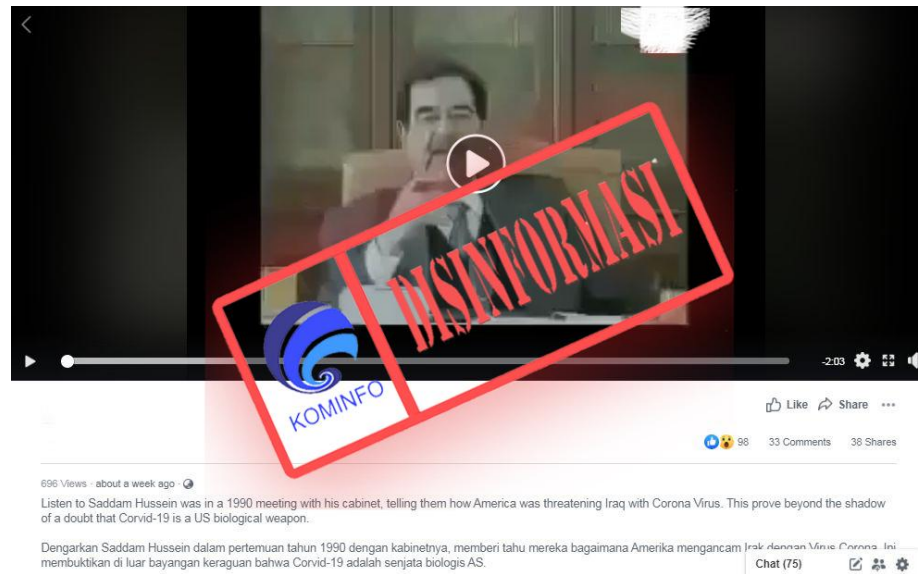 DISINFORMASI
KOMINFO
-2:03
Like Share
98 33 Comments 38 Shares
696 Views · about a week ago ·
Listen to Saddam Hussein was in a 1990 meeting with his cabinet, telling them how America was threatening Iraq with Corona Virus. This prove beyond the shadow
of a doubt that Corvid-19 is a US biological weapon.
Dengarkan Saddam Hussein dalam pertemuan tahun 1990 dengan kabinetnya, memberi tahu mereka bagaimana Amerika mengancam Irak dengan Virus Corona. Ini
membuktikan di luar bayangan keraguan bahwa Corvid-19 adalah senjata biologis AS.
Chat (75)